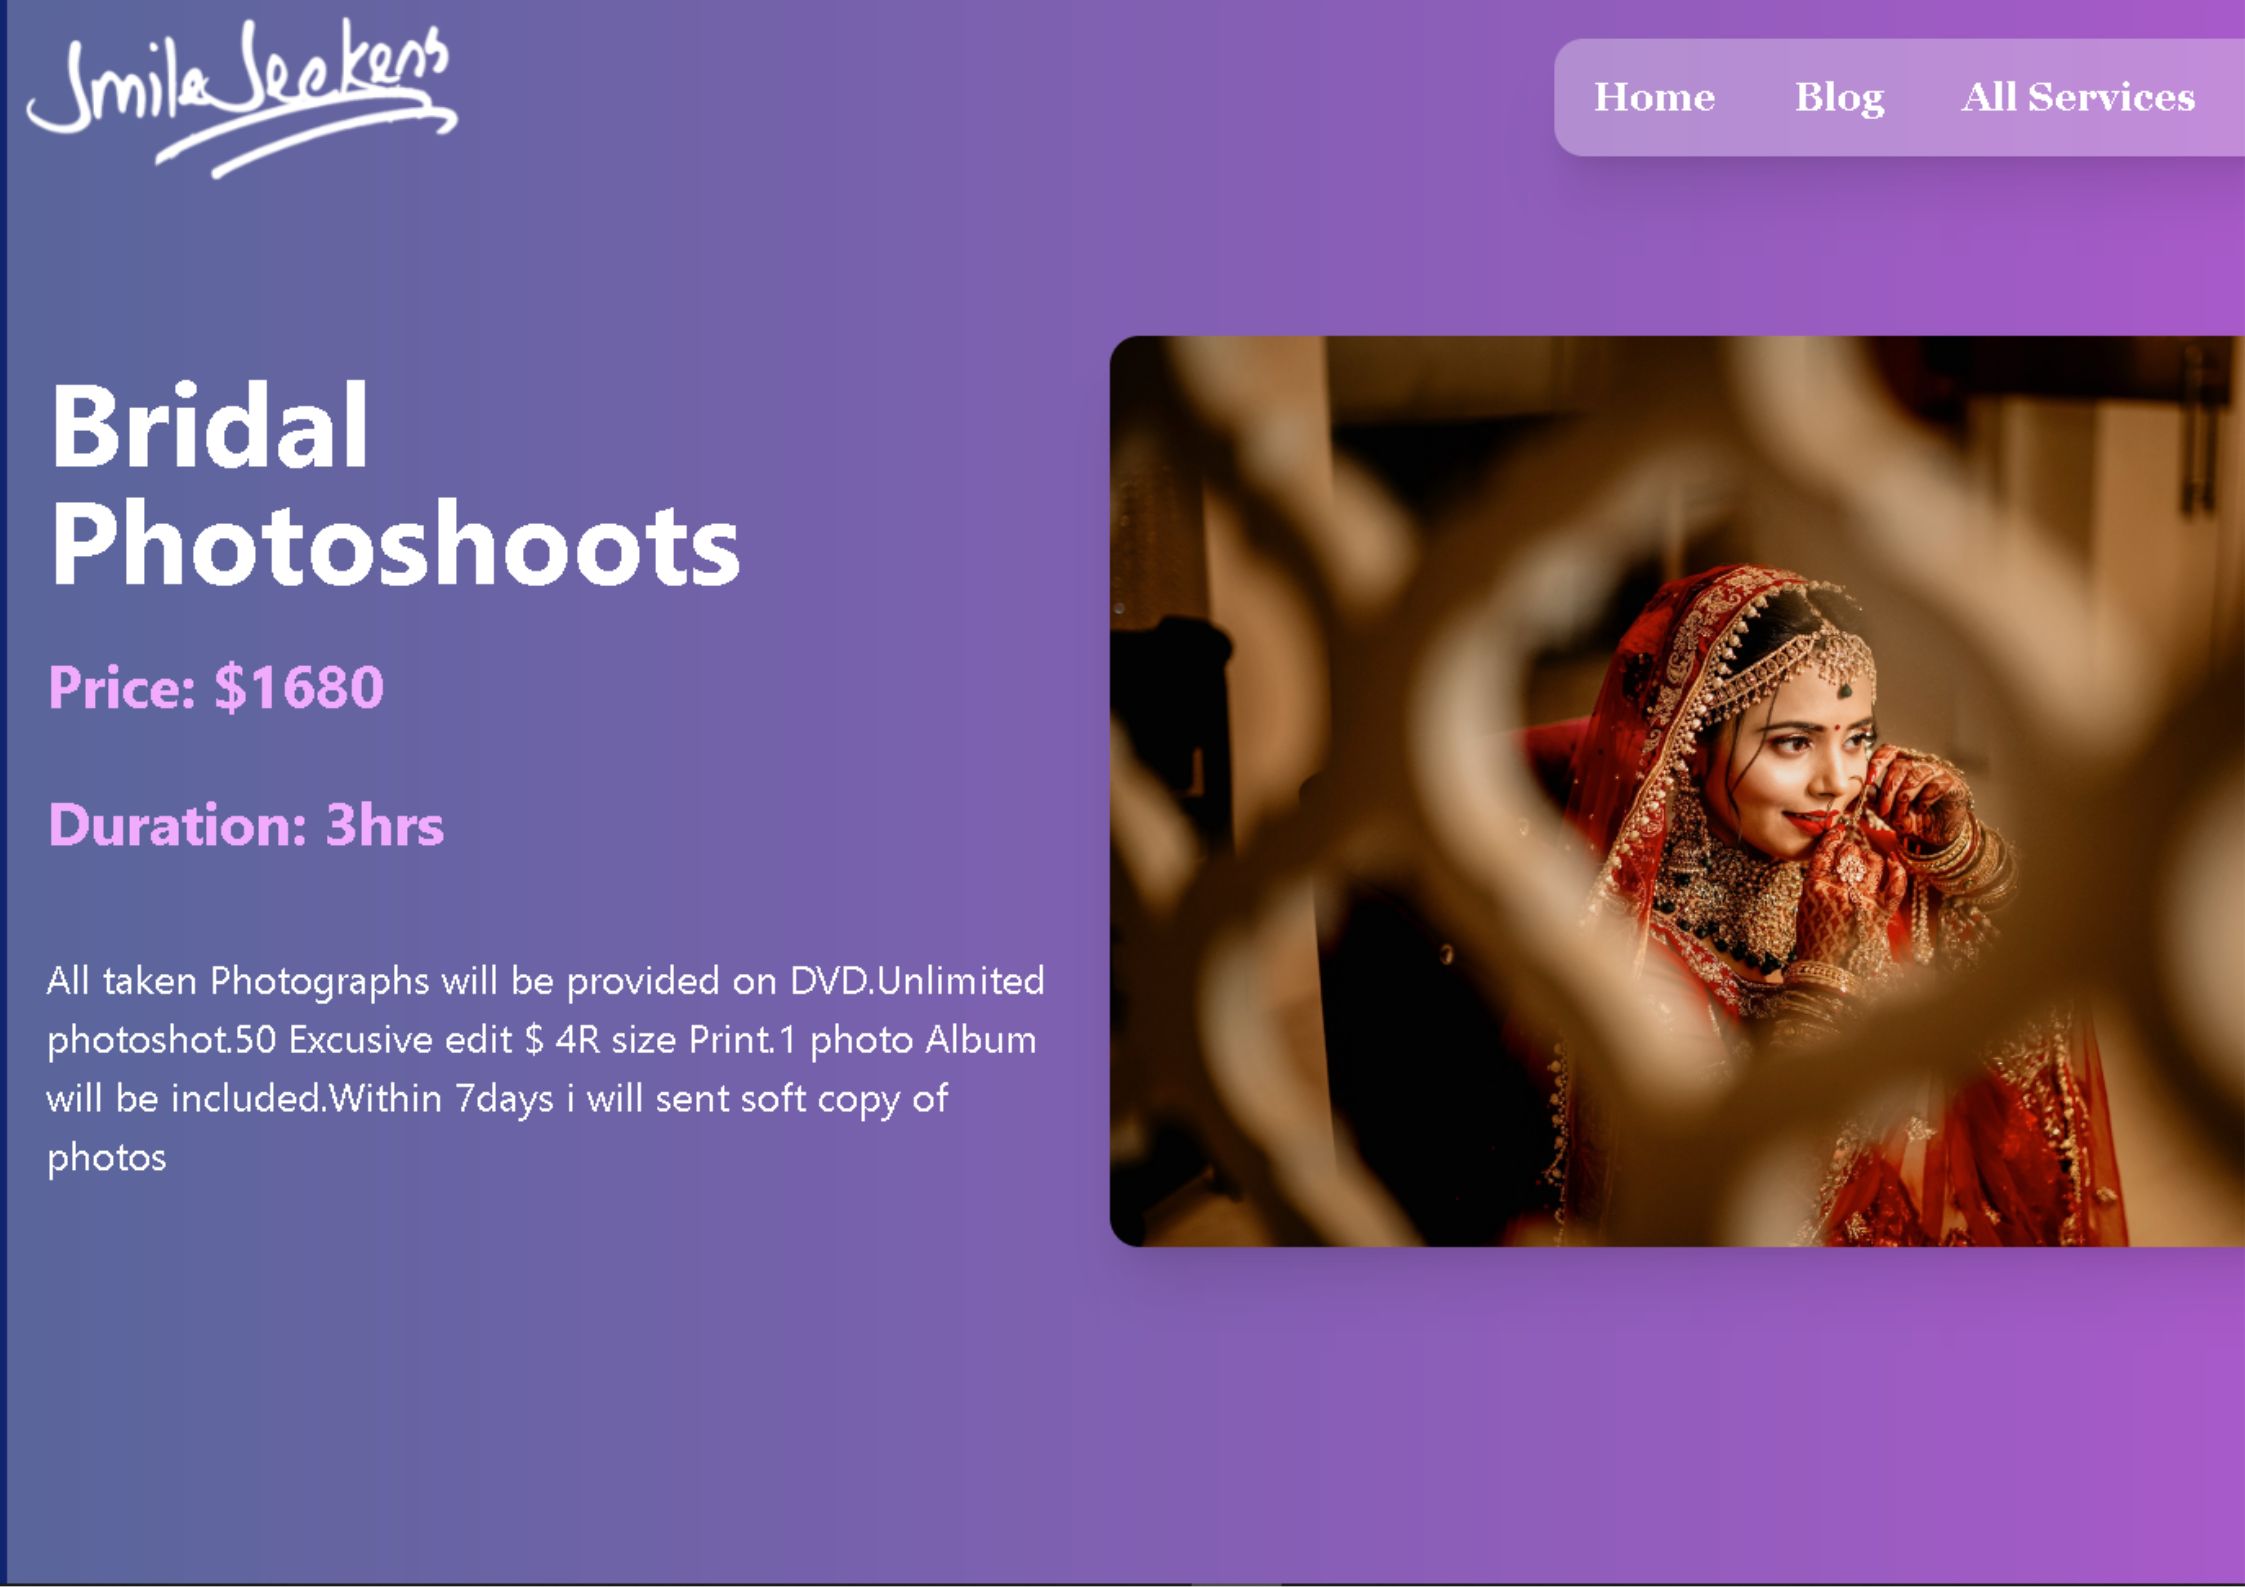 SmileSeekers
Home Blog All Services
Bridal
Photoshoots
Price: $1680
Duration: 3hrs
All taken Photographs will be provided on DVD.Unlimited
photoshot.50 Excusive edit $ 4R size Print.1 photo Album
will be included.Within 7days i will sent soft copy of
photos